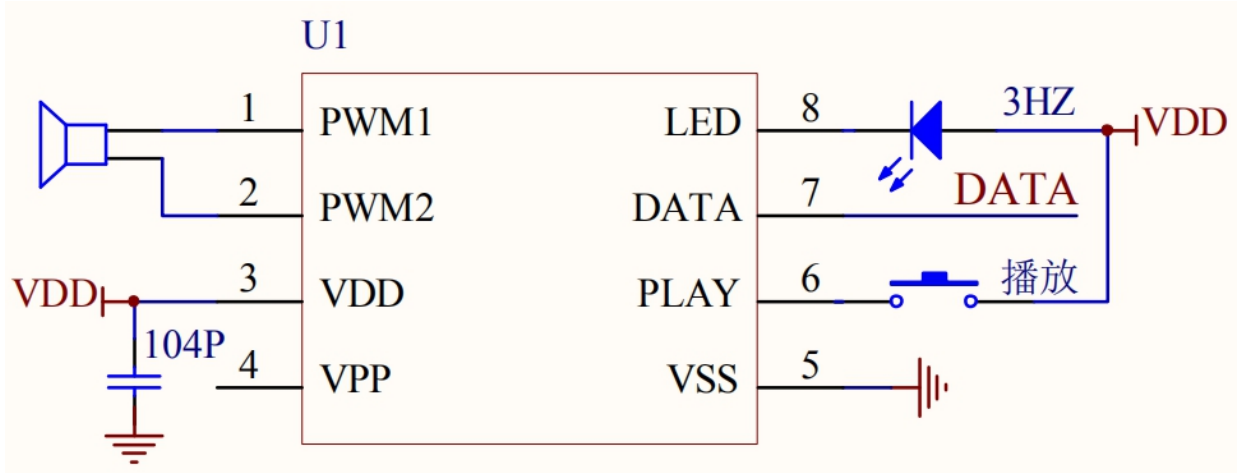 U1
1 PWM1 LED 8 3HZ VDD
2 PWM2 DATA 7 DATA
VDD 3 VDD PLAY 6 播放
104P
4 VPP VSS 5